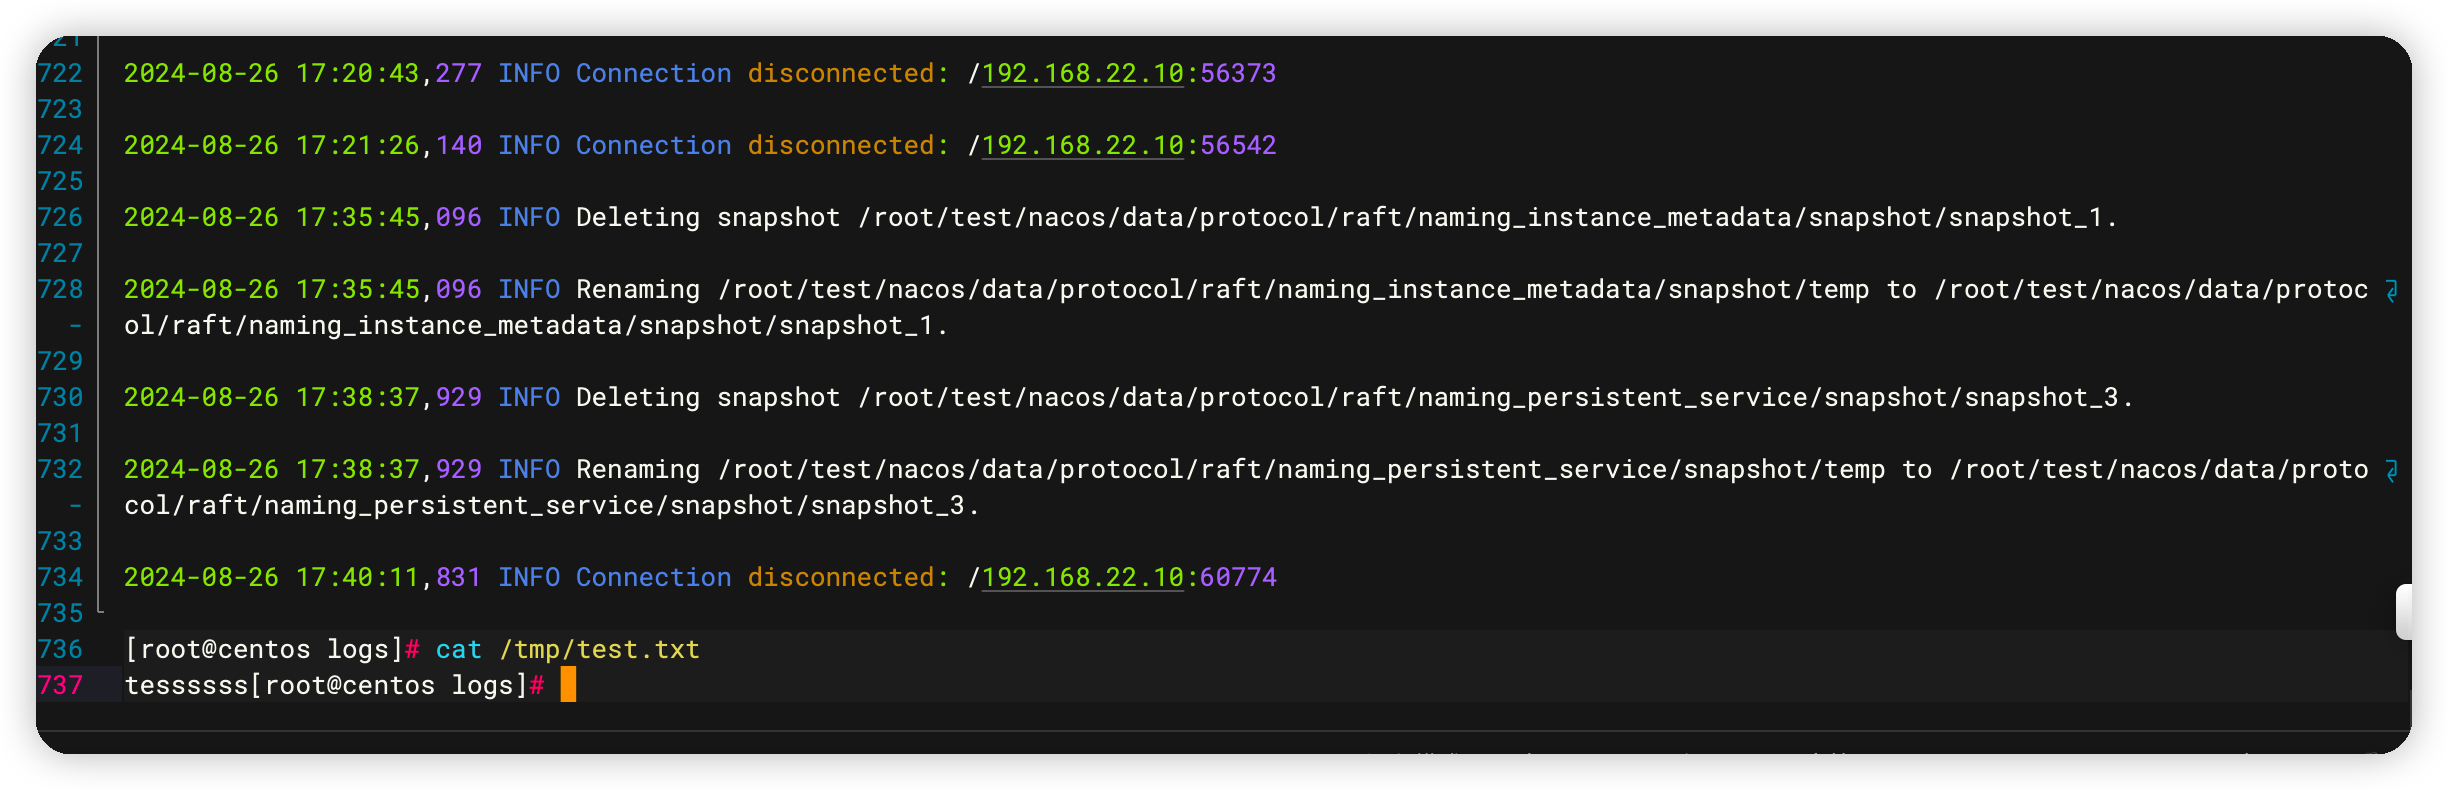 722 2024-08-26 17:20:43,277 INFO Connection disconnected: /192.168.22.10:56373
723
724 2024-08-26 17:21:26,140 INFO Connection disconnected: /192.168.22.10:56542
725
726 2024-08-26 17:35:45,096 INFO Deleting snapshot /root/test/nacos/data/protocol/raft/naming_instance_metadata/snapshot/snapshot_1.
727
728 2024-08-26 17:35:45,096 INFO Renaming /root/test/nacos/data/protocol/raft/naming_instance_metadata/snapshot/temp to /root/test/nacos/data/protoc
- ol/raft/naming_instance_metadata/snapshot/snapshot_1.
729
730 2024-08-26 17:38:37,929 INFO Deleting snapshot /root/test/nacos/data/protocol/raft/naming_persistent_service/snapshot/snapshot_3.
731
732 2024-08-26 17:38:37,929 INFO Renaming /root/test/nacos/data/protocol/raft/naming_persistent_service/snapshot/temp to /root/test/nacos/data/proto
- col/raft/naming_persistent_service/snapshot/snapshot_3.
733
734 2024-08-26 17:40:11,831 INFO Connection disconnected: /192.168.22.10:60774
735
736 [root@centos logs]# cat /tmp/test.txt
737 tesssssss[root@centos logs]#